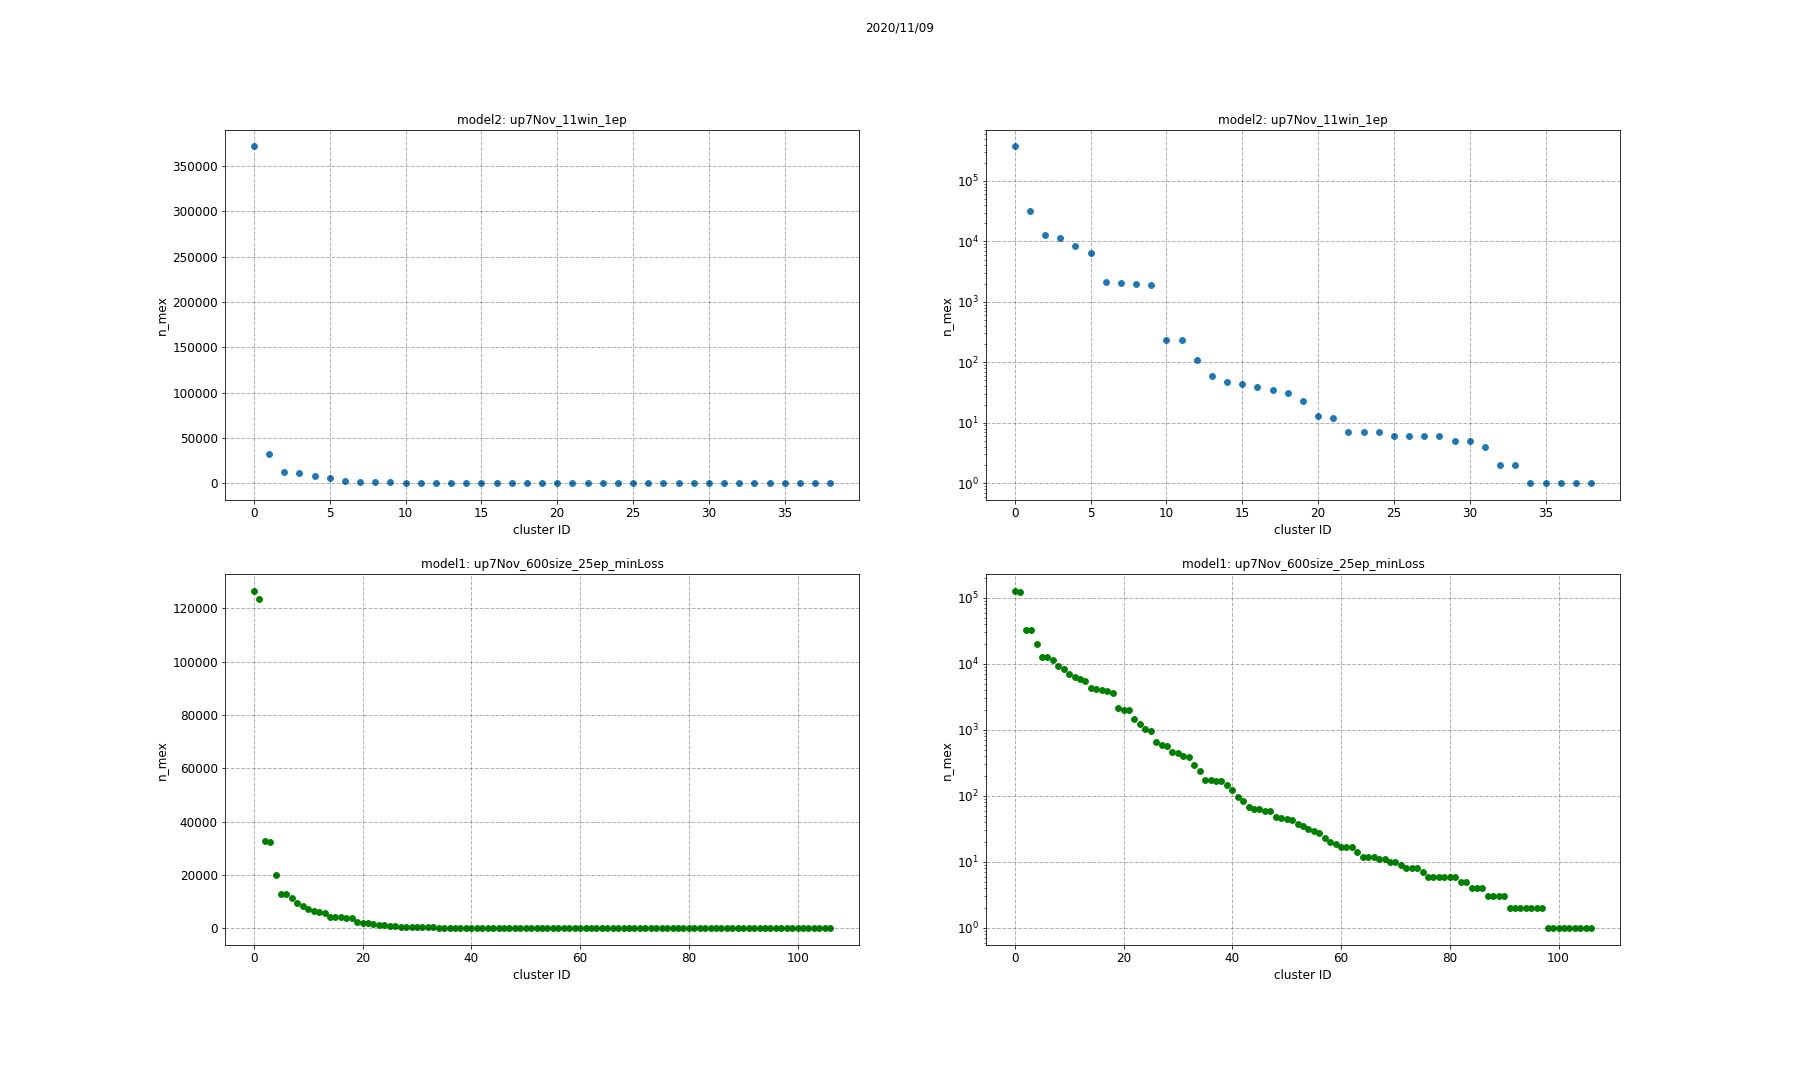 2020/11/09
model2: up7Nov_11win_1ep
350000
300000
250000
200000
150000
100000
50000
0
n_mex
0 5 10 15 20 25 30 35
cluster ID
model2: up7Nov_11win_1ep
10^5
10^4
10^3
10^2
10^1
10^0
n_mex
0 5 10 15 20 25 30 35
cluster ID
model1: up7Nov_600size_25ep_minLoss
120000
100000
80000
60000
40000
20000
0
n_mex
0 20 40 60 80 100
cluster ID
model1: up7Nov_600size_25ep_minLoss
10^5
10^4
10^3
10^2
10^1
10^0
n_mex
0 20 40 60 80 100
cluster ID